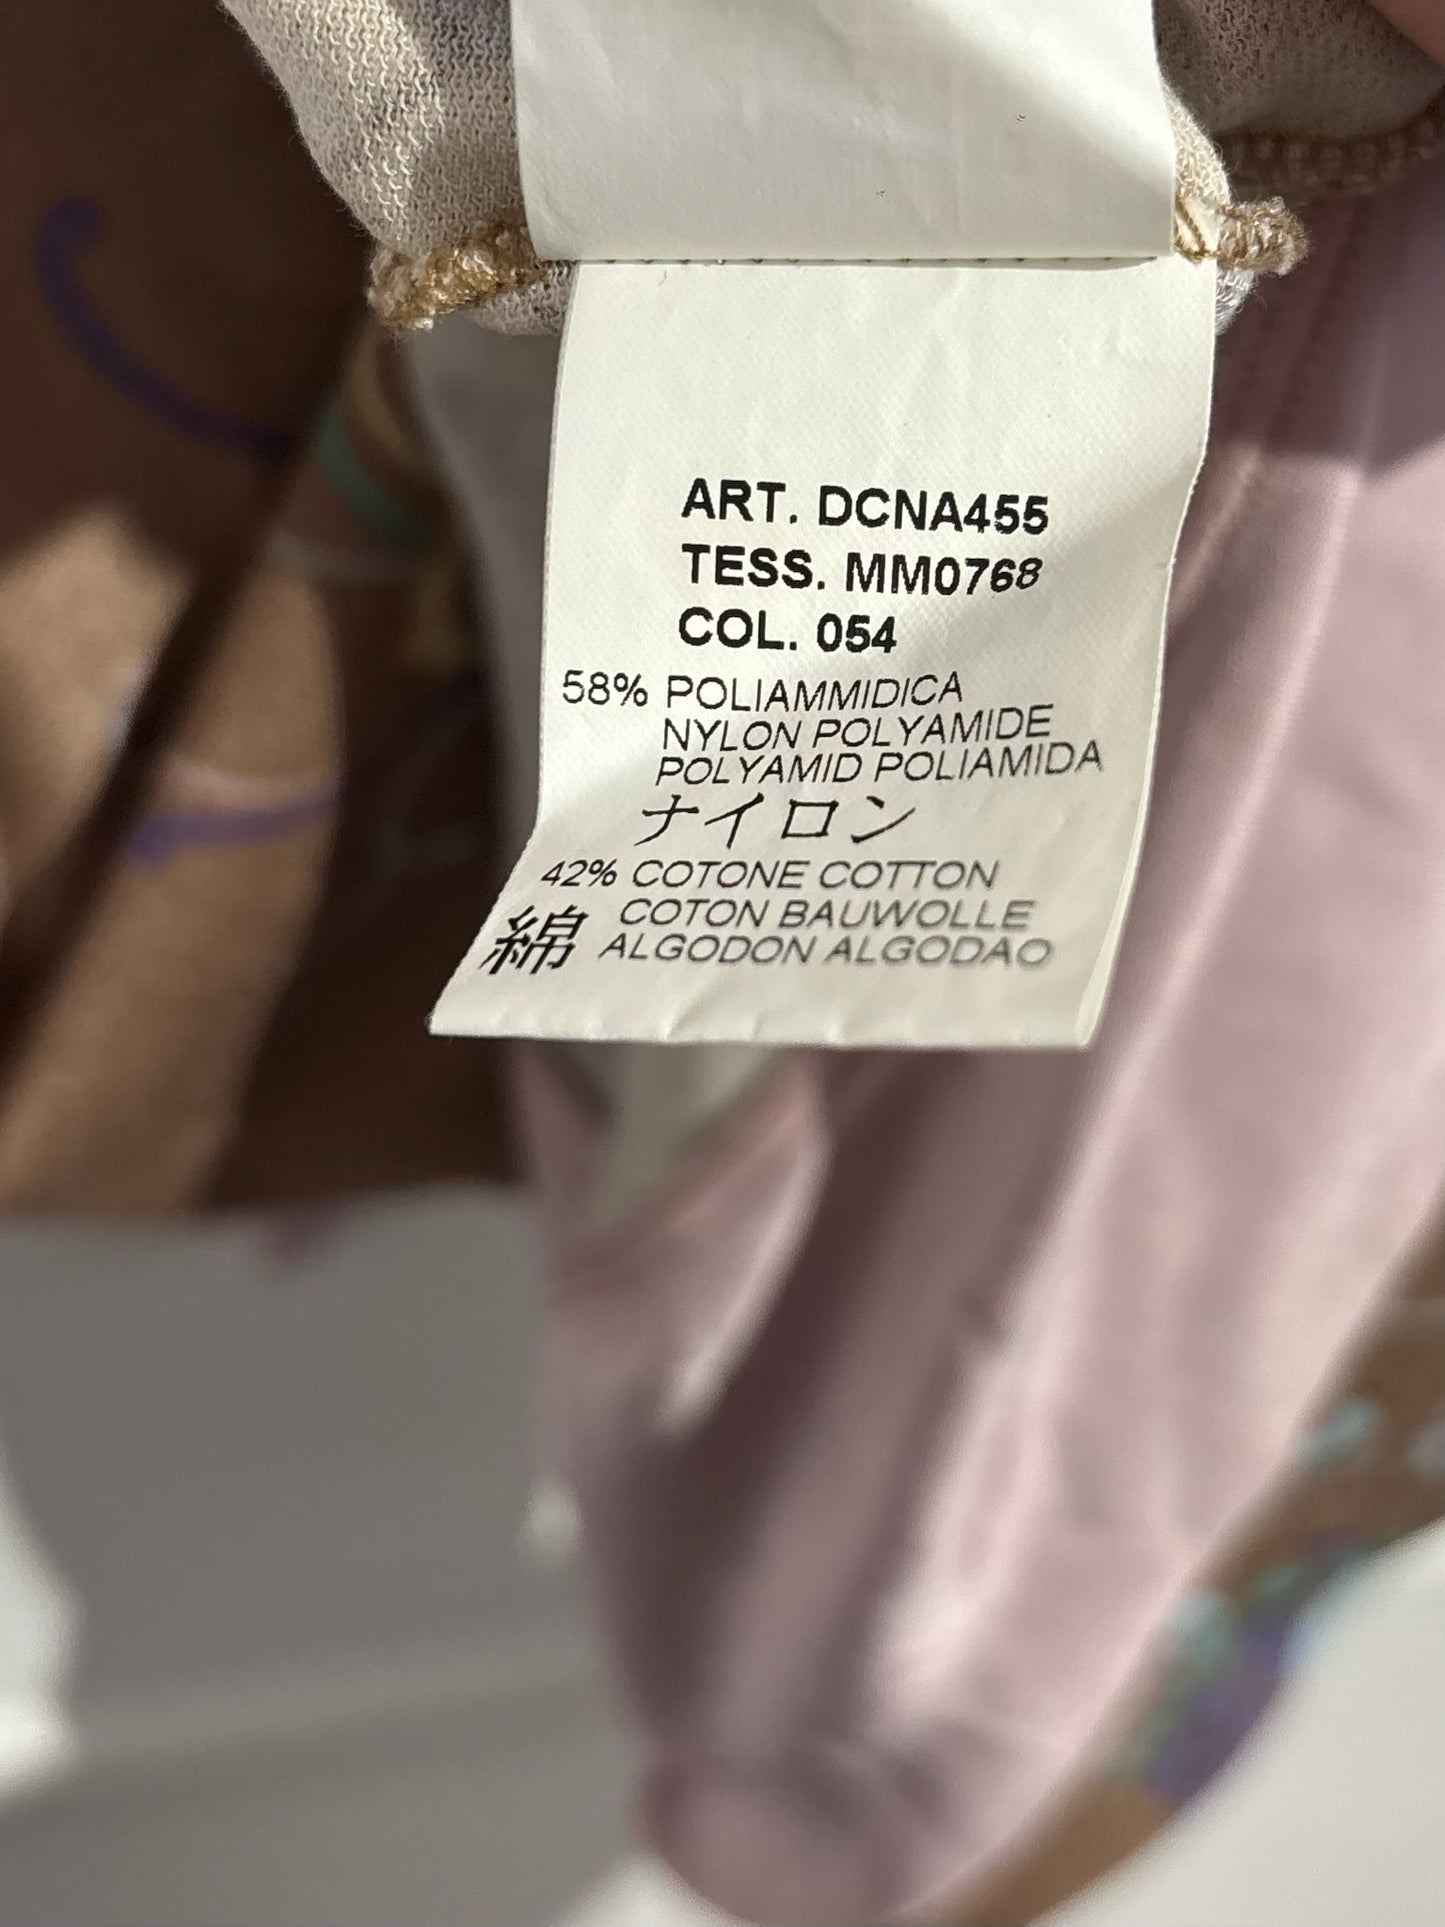 ART. DCNA455
TESS. MM0768
COL. 054
58% POLIAMMIDICA
NYLON POLYAMIDE
POLYAMID POLIAMIDA
ナイロン
42% COTONE COTTON
COTON BAUWOLLE
綿 ALGODON ALGODAO